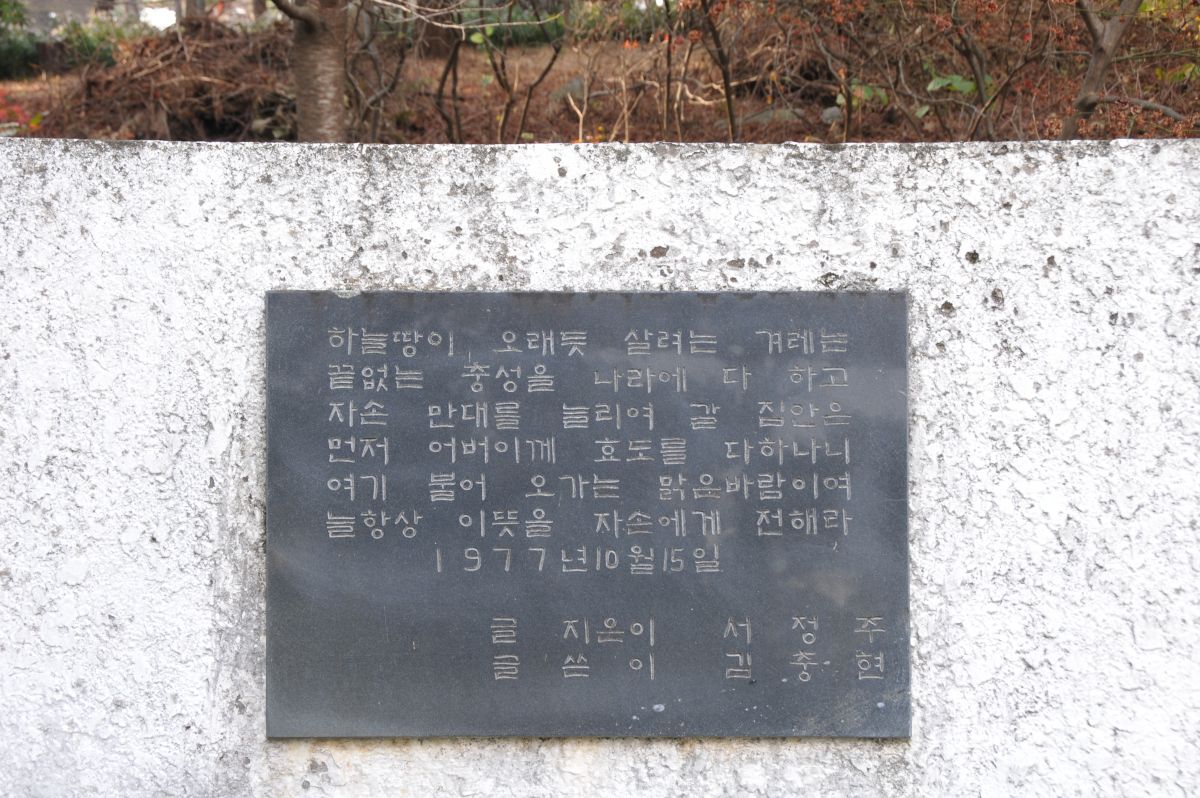 하늘땅이 오래듯 살려는 겨레는
끝없는 충성을 나라에 다 하고
자손 만대를 늘리여 갈 집안은
먼저 어버이께 효도를 다하나니
여기 불어 오가는 맑은바람이여
늘항상 이뜻을 자손에게 전해라
1977년10월15일
글 지은이 서정주
글 쓴 이 김충현